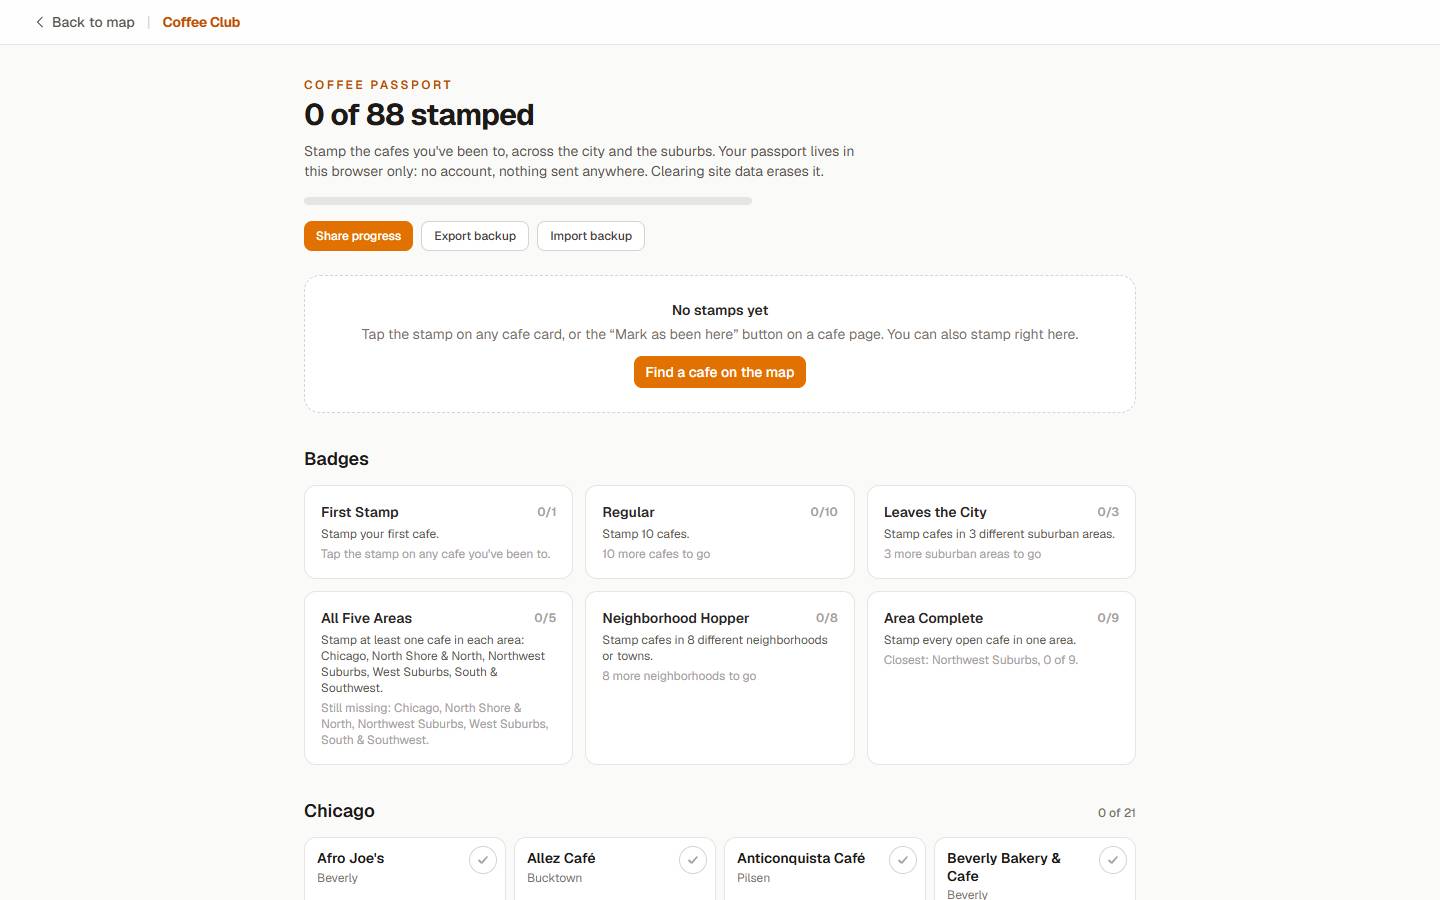 Back to map | Coffee Club
COFFEE PASSPORT
0 of 88 stamped
Stamp the cafes you've been to, across the city and the suburbs. Your passport lives in
this browser only: no account, nothing sent anywhere. Clearing site data erases it.
Share progress
Export backup
Import backup
No stamps yet
Tap the stamp on any cafe card, or the “Mark as been here” button on a cafe page. You can also stamp right here.
Find a cafe on the map
Badges
First Stamp 0/1
Stamp your first cafe.
Tap the stamp on any cafe you've been to.
Regular 0/10
Stamp 10 cafes.
10 more cafes to go
Leaves the City 0/3
Stamp cafes in 3 different suburban areas.
3 more suburban areas to go
All Five Areas 0/5
Stamp at least one cafe in each area:
Chicago, North Shore & North, Northwest
Suburbs, West Suburbs, South &
Southwest.
Still missing: Chicago, North Shore &
North, Northwest Suburbs, West Suburbs,
South & Southwest.
Neighborhood Hopper 0/8
Stamp cafes in 8 different neighborhoods
or towns.
8 more neighborhoods to go
Area Complete 0/9
Stamp every open cafe in one area.
Closest: Northwest Suburbs, 0 of 9.
Chicago 0 of 21
Afro Joe's
Beverly
Allez Café
Bucktown
Anticonquista Café
Pilsen
Beverly Bakery &
Cafe
Beverly